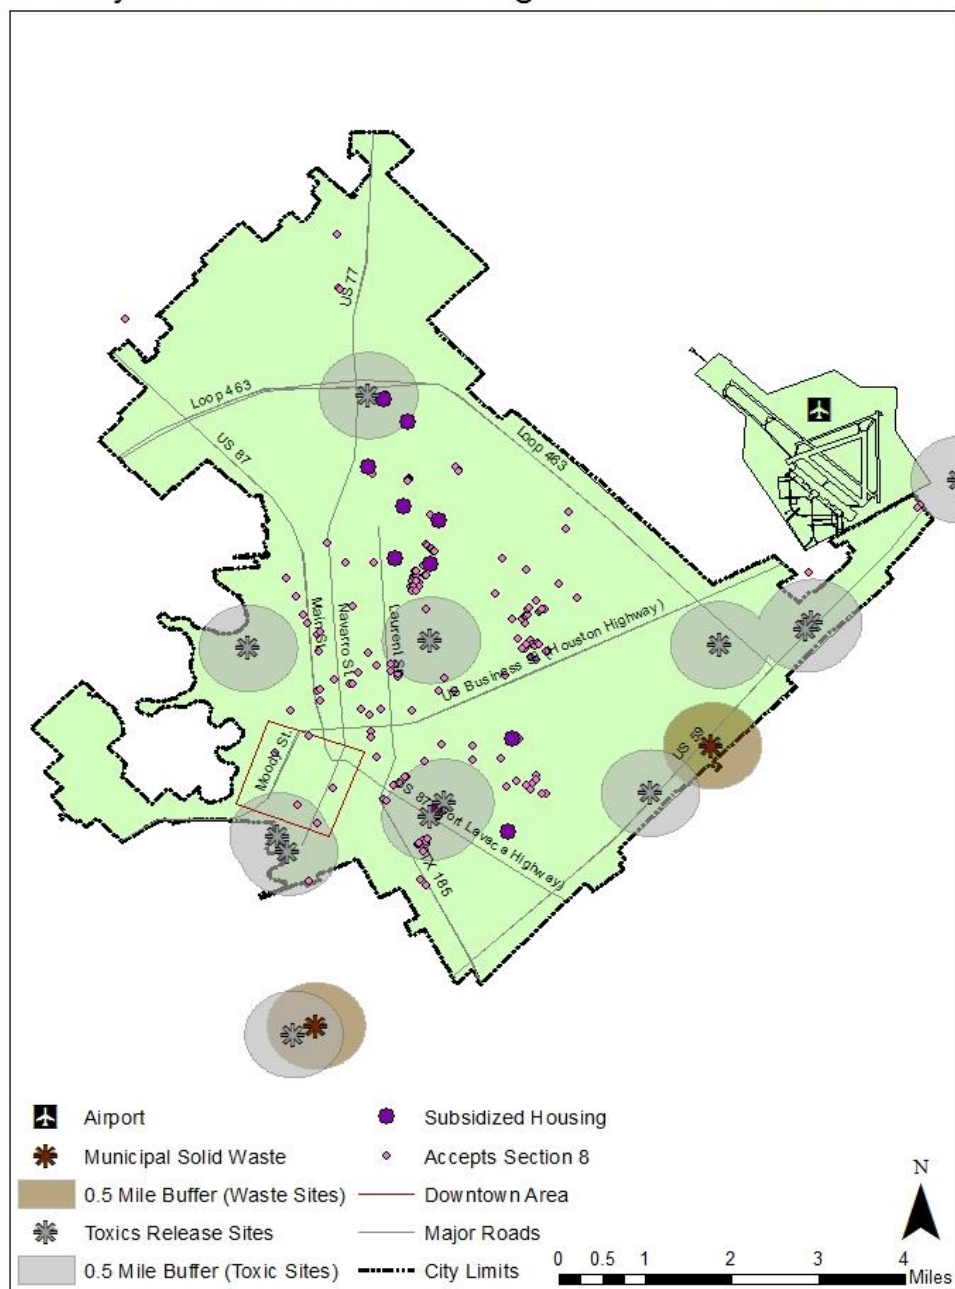 US 77
Loop 463
US 87
Loop 463
Main St.
Navarro St.
Laurent St.
US Business 59 (Houston Highway)
Moody St.
US 59
US 87 (Port Lavaca Highway)
TX 185
Airport
Municipal Solid Waste
0.5 Mile Buffer (Waste Sites)
Toxics Release Sites
0.5 Mile Buffer (Toxic Sites)
Subsidized Housing
Accepts Section 8
Downtown Area
Major Roads
City Limits
N
0 0.5 1 2 3 4
Miles